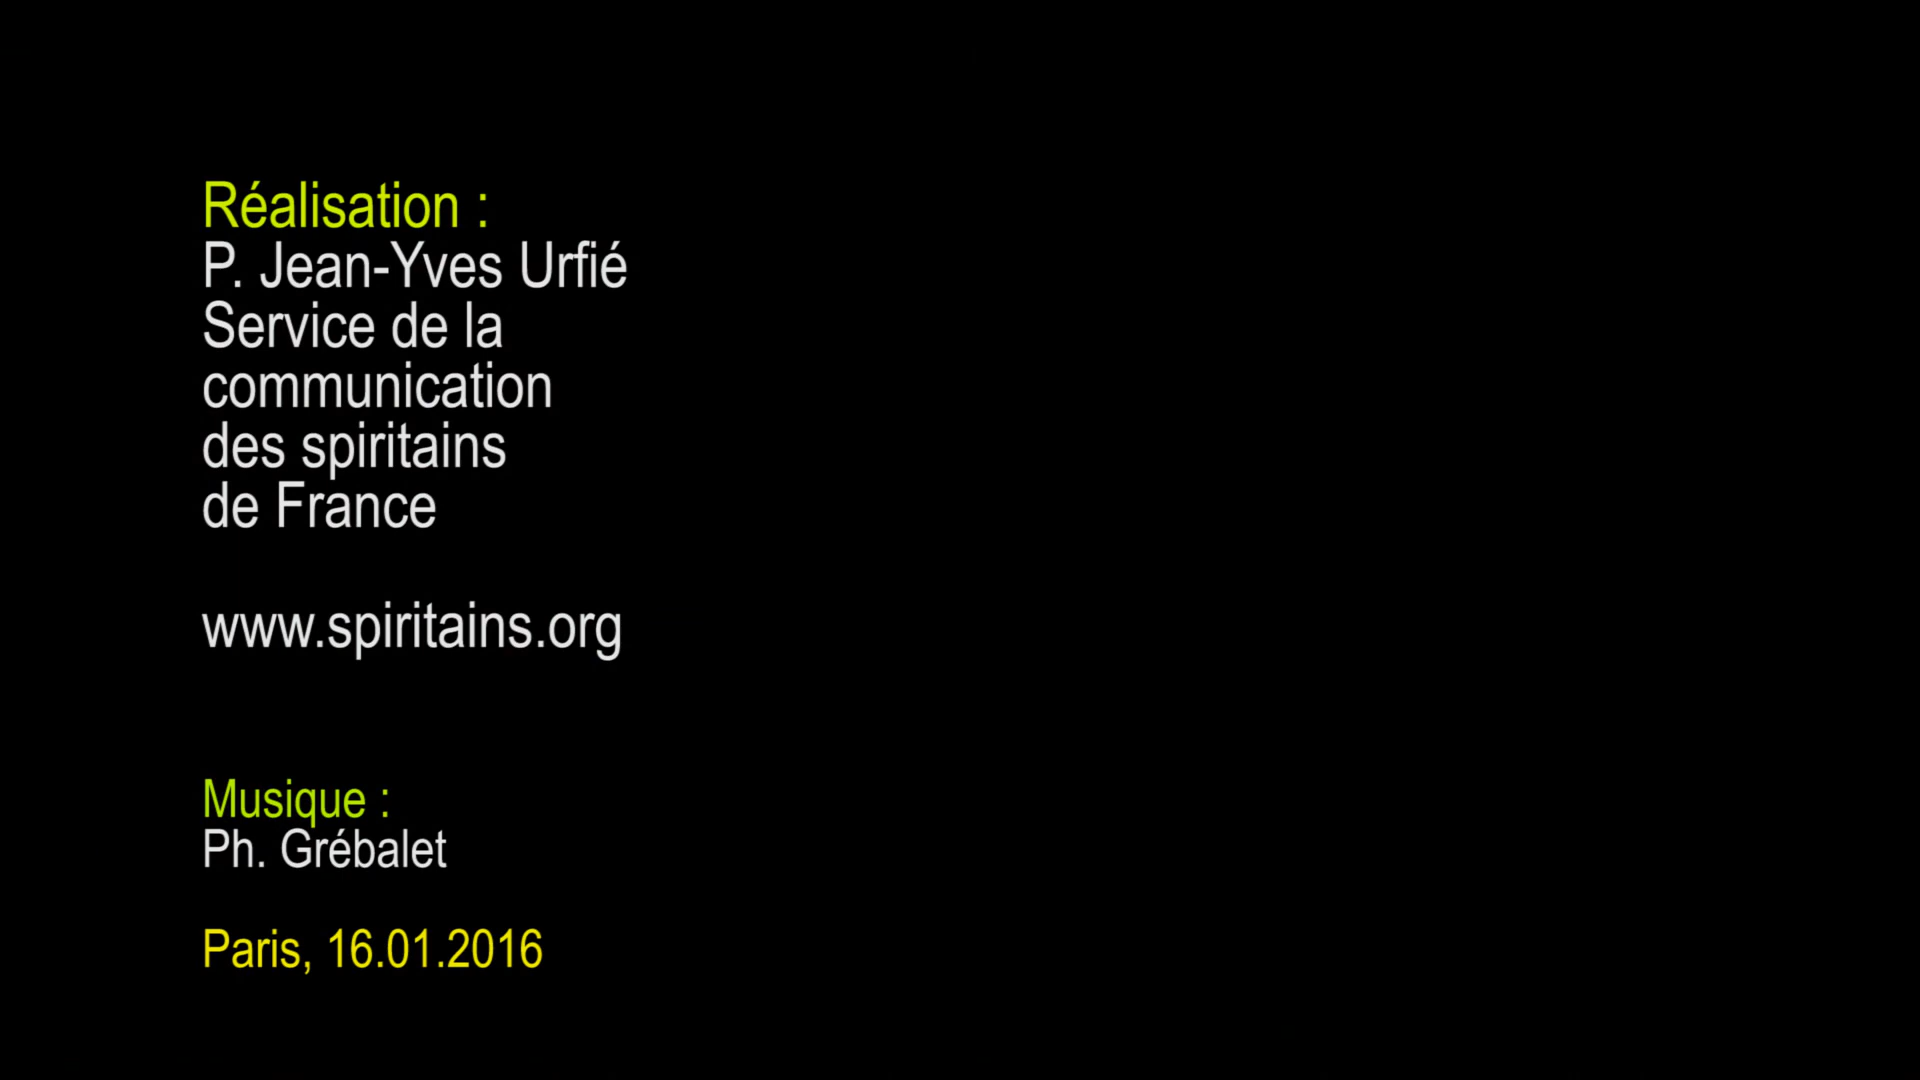 Réalisation :
P. Jean-Yves Urfié
Service de la
communication
des spiritains
de France
www.spiritains.org
Musique :
Ph. Grébalet
Paris, 16.01.2016